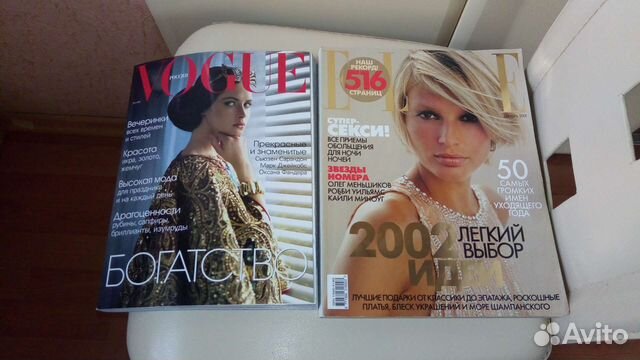 VOGUE
РОССИЯ
Вечеринки
всех времен
и стилей
Красота
икра, золото,
жемчуг
Высокая мода
для праздника
и на каждый день
Драгоценности
рубины, сапфиры,
бриллианты, изумруды
Прекрасные
и знаменитые
Сьюзен Сарандон
Марк Джейкобс
Оксана Фандера
БОГАТСТВО
ELLE
НАШ
РЕКОРД!
516
СТРАНИЦ
СУПЕР-
СЕКСИ!
ВСЕ ПРИЕМЫ
ОБОЛЬЩЕНИЯ
ДЛЯ НОЧИ
НОЧЕЙ
ЗВЕЗДЫ
НОМЕРА
ОЛЕГ МЕНЬШИКОВ
РОББИ УИЛЬЯМС
КАЙЛИ МИНОУГ
50
САМЫХ
ГРОМКИХ
ИМЕН
УХОДЯЩЕГО
ГОДА
2002
ИДЕИ
ЛЕГКИЙ
ВЫБОР
ЛУЧШИЕ ПОДАРКИ ОТ КЛАССИКИ ДО ЭПАТАЖА, РОСКОШНЫЕ
ПЛАТЬЯ, БЛЕСК УКРАШЕНИЙ И МОРЕ ШАМПАНСКОГО
Avito